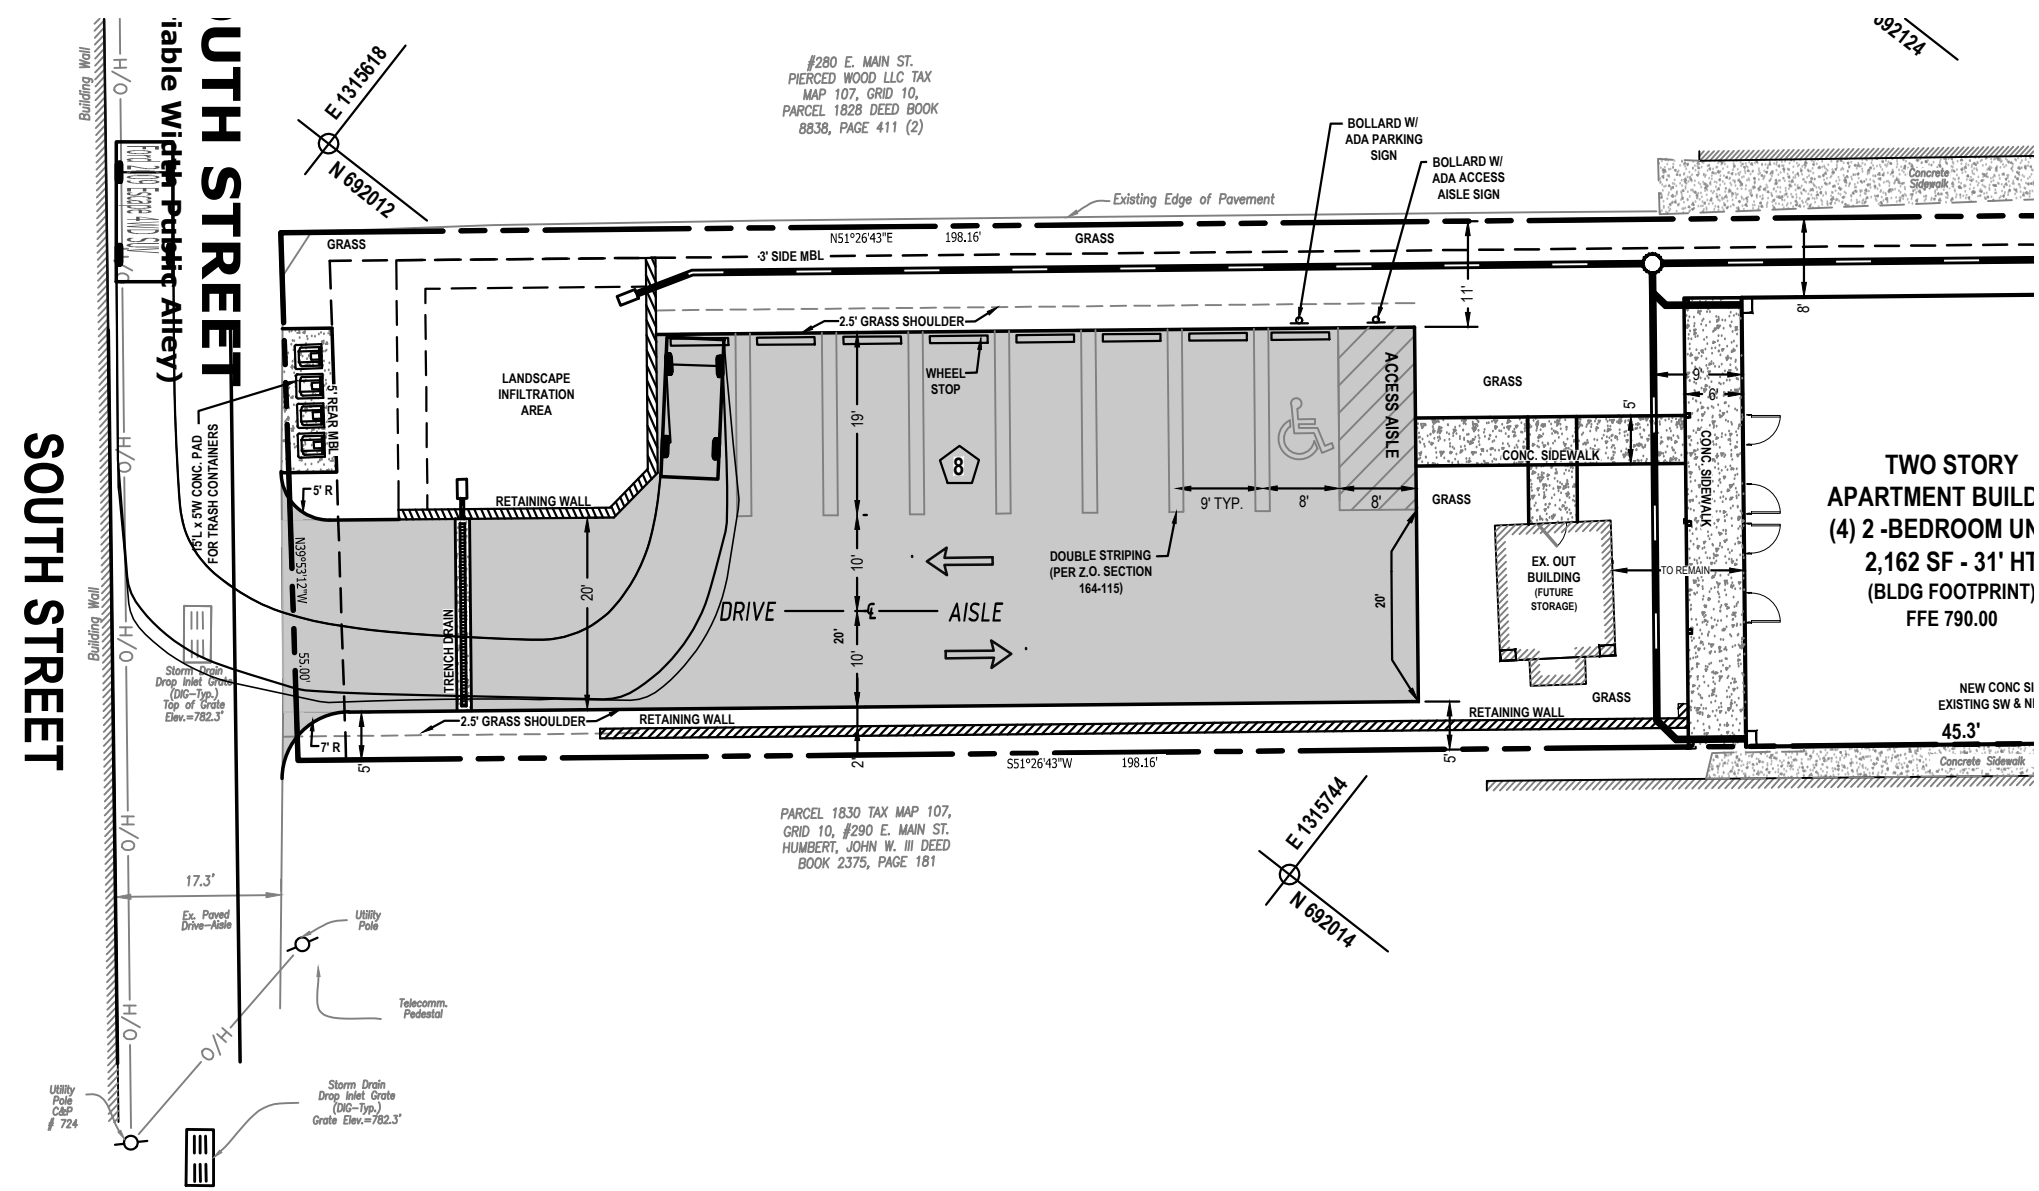 OUTH STREET
iable Width Public Alley)
Building Wall
O/H
E 1315618
N 692012
#280 E. MAIN ST.
PIERCED WOOD LLC TAX
MAP 107, GRID 10,
PARCEL 1828 DEED BOOK
8838, PAGE 411 (2)
692124
BOLLARD W/
ADA PARKING
SIGN
BOLLARD W/
ADA ACCESS
AISLE SIGN
Concrete
Sidewalk
Existing Edge of Pavement
GRASS
N51°26'43"E 198.16'
GRASS
3' SIDE MBL
11'
8'
2.5' GRASS SHOULDER
WHEEL
STOP
ACCESS AISLE
GRASS
9'
6'
5'
LANDSCAPE
INFILTRATION
AREA
5' REAR MBL
15'L x 5'W CONC. PAD
FOR TRASH CONTAINERS
19'
8
CONC. SIDEWALK
CONC. SIDEWALK
TWO STORY
APARTMENT BUILD
(4) 2 -BEDROOM UN
2,162 SF - 31' HT
(BLDG FOOTPRINT)
FFE 790.00
5' R
RETAINING WALL
9' TYP.
8'
8'
GRASS
SOUTH STREET
O/H
Building Wall
O/H
N39°53'12"W
55.00'
TRENCH DRAIN
20'
10'
DOUBLE STRIPING
(PER Z.O. SECTION
164-115)
EX. OUT
BUILDING
(FUTURE
STORAGE)
TO REMAIN
DRIVE
AISLE
20'
20'
10'
Storm Drain
Drop Inlet Grate
(DIG-Typ.)
Top of Grate
Elev.=782.3'
GRASS
NEW CONC SI
EXISTING SW & N
45.3'
7' R
2.5' GRASS SHOULDER
RETAINING WALL
RETAINING WALL
5'
2'
S51°26'43"W 198.16'
5'
Concrete Sidewalk
PARCEL 1830 TAX MAP 107,
GRID 10, #290 E. MAIN ST.
HUMBERT, JOHN W. III DEED
BOOK 2375, PAGE 181
E 1315744
N 692014
O/H
17.3'
Ex. Paved
Drive-Aisle
Utility
Pole
Telecomm.
Pedestal
O/H
O/H
Utility
Pole
C&P
# 724
Storm Drain
Drop Inlet Grate
(DIG-Typ.)
Grate Elev.=782.3'